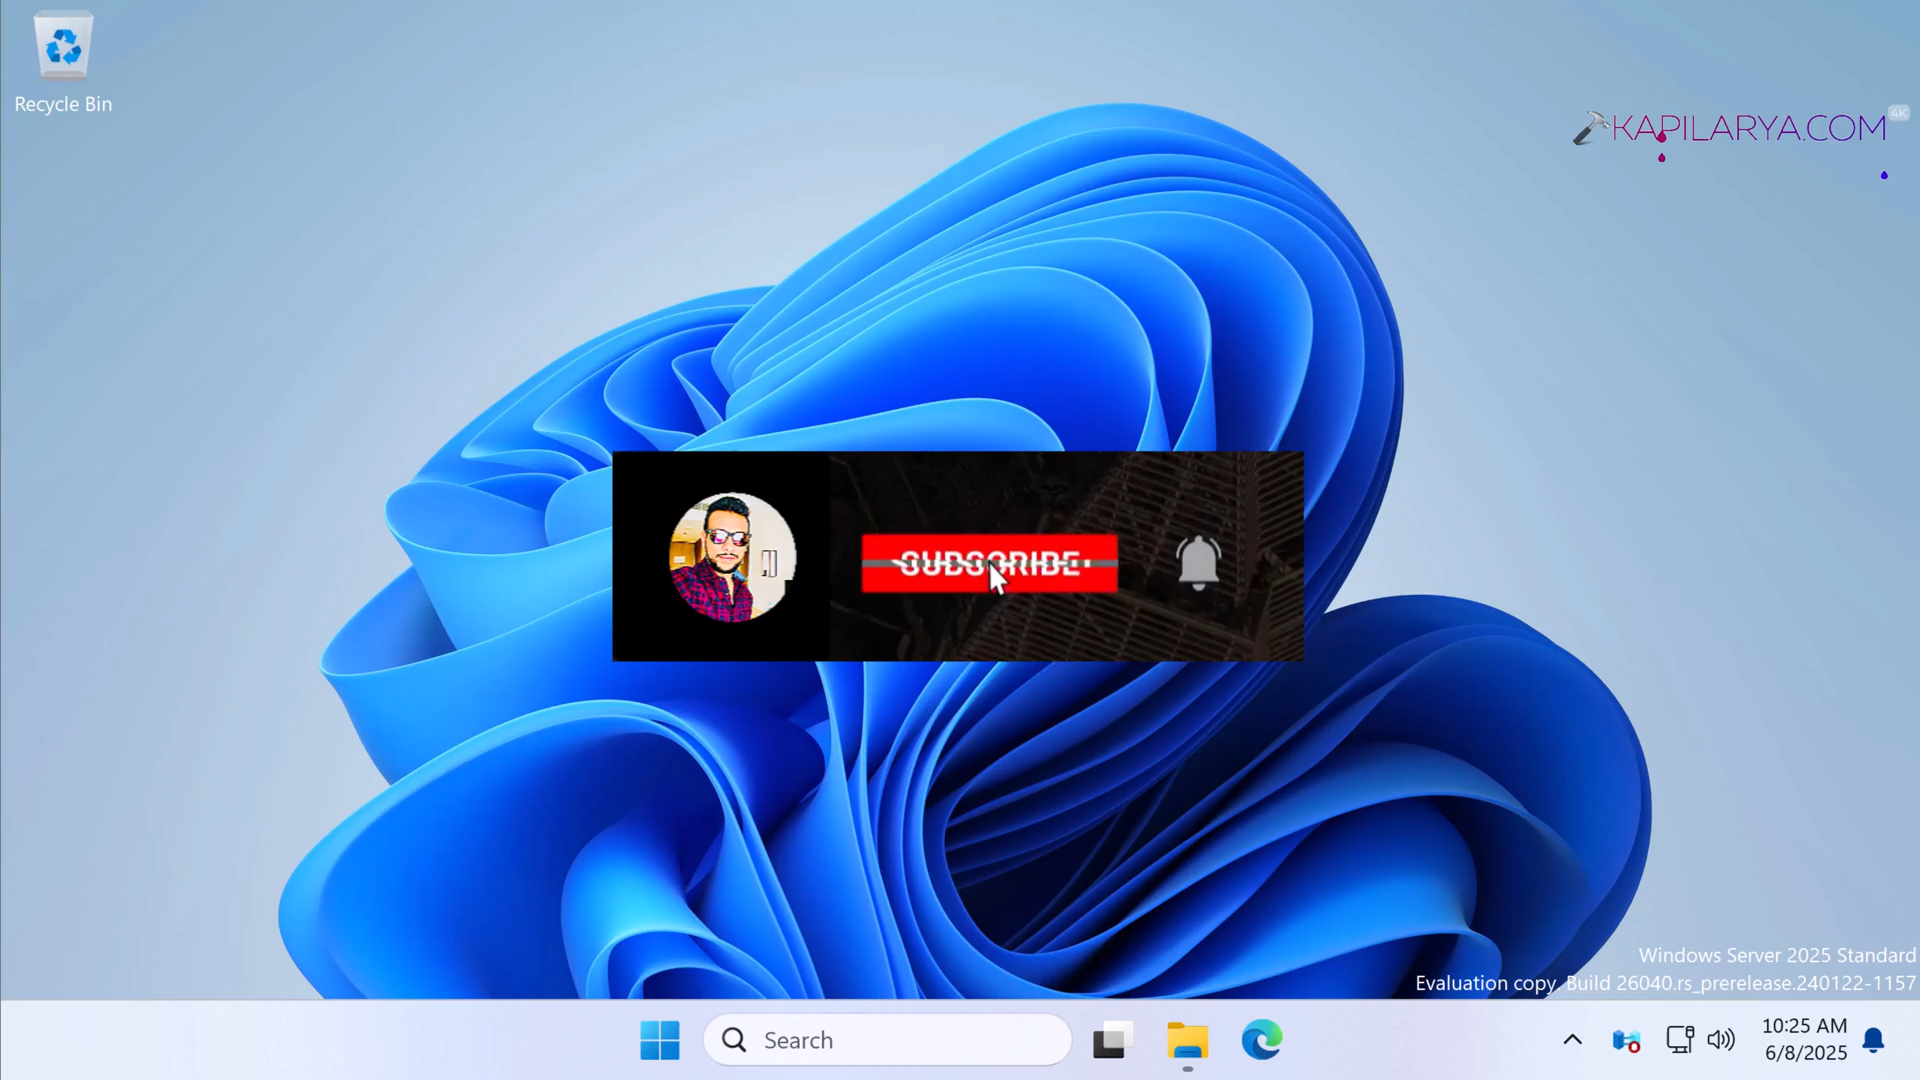 Recycle Bin
KAPILARYA.COM
4K
SUBSCRIBE
Windows Server 2025 Standard
Evaluation copy. Build 26040.rs_prerelease.240122-1157
Search
10:25 AM
6/8/2025